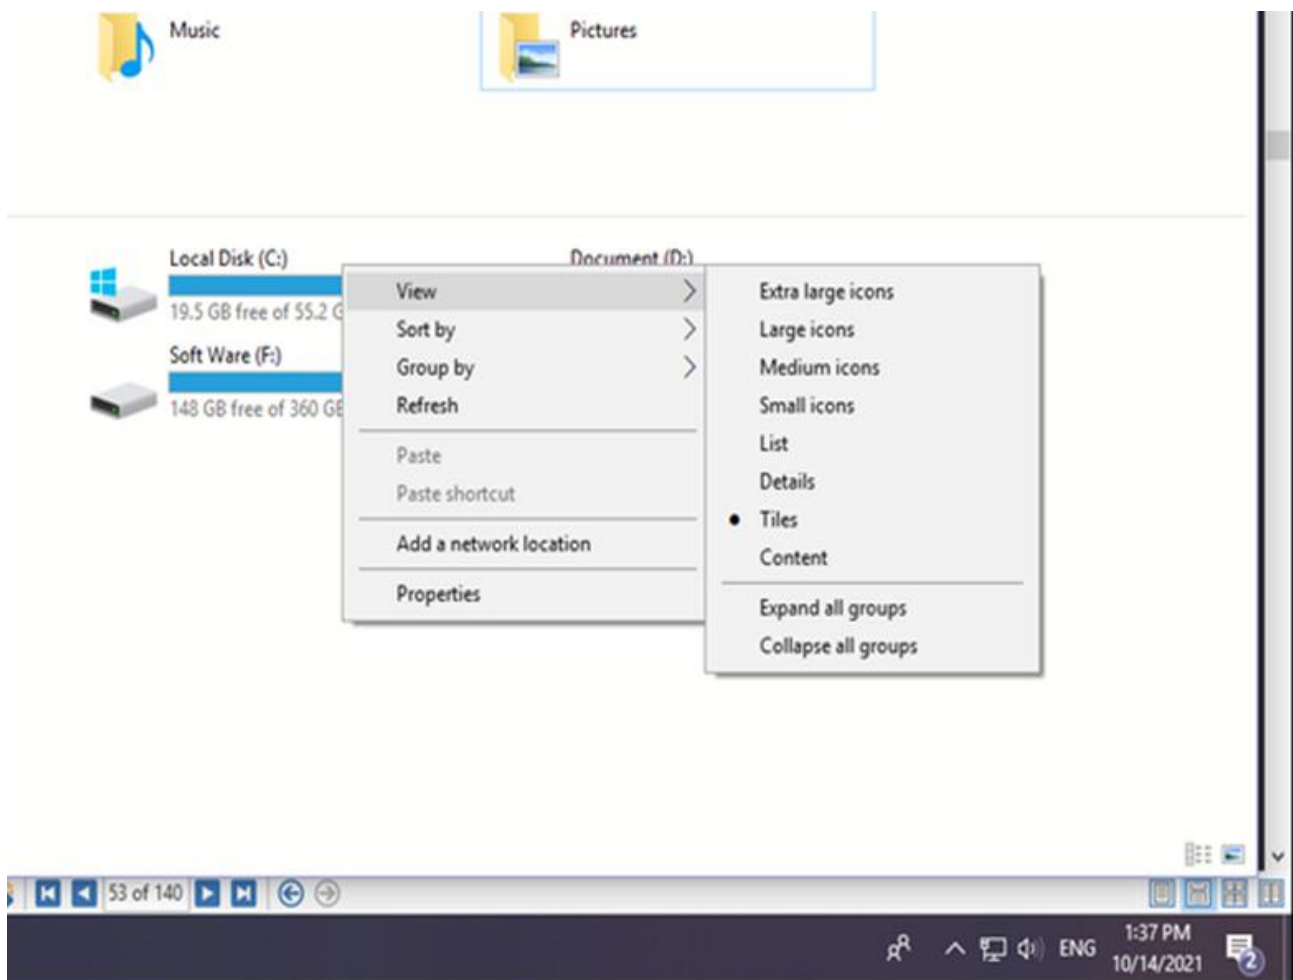 Music
Pictures
Local Disk (C:)
Document (D:)
19.5 GB free of 55.2 G
Soft Ware (F:)
148 GB free of 360 GB
View
Sort by
Group by
Refresh
Paste
Paste shortcut
Add a network location
Properties
Extra large icons
Large icons
Medium icons
Small icons
List
Details
Tiles
Content
Expand all groups
Collapse all groups
53 of 140
ENG
1:37 PM
10/14/2021
2